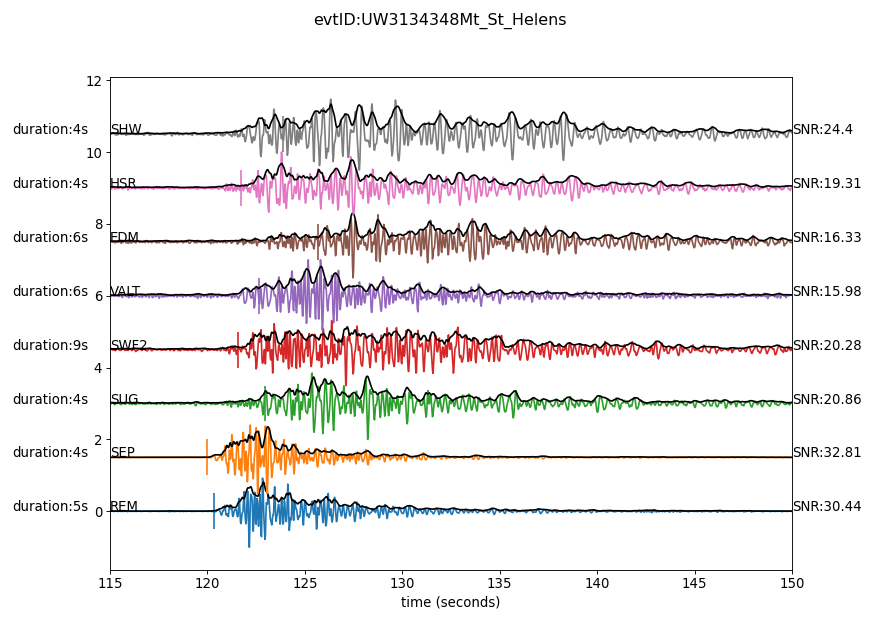 evtID:UW3134348Mt_St_Helens
12
duration:4s SHW SNR:24.4
10
duration:4s HSR SNR:19.31
8
duration:6s EDM SNR:16.33
duration:6s VALT SNR:15.98
6
duration:9s SWF2 SNR:20.28
4
duration:4s SUG SNR:20.86
2
duration:4s SEP SNR:32.81
duration:5s REM SNR:30.44
0
115 120 125 130 135 140 145 150
time (seconds)